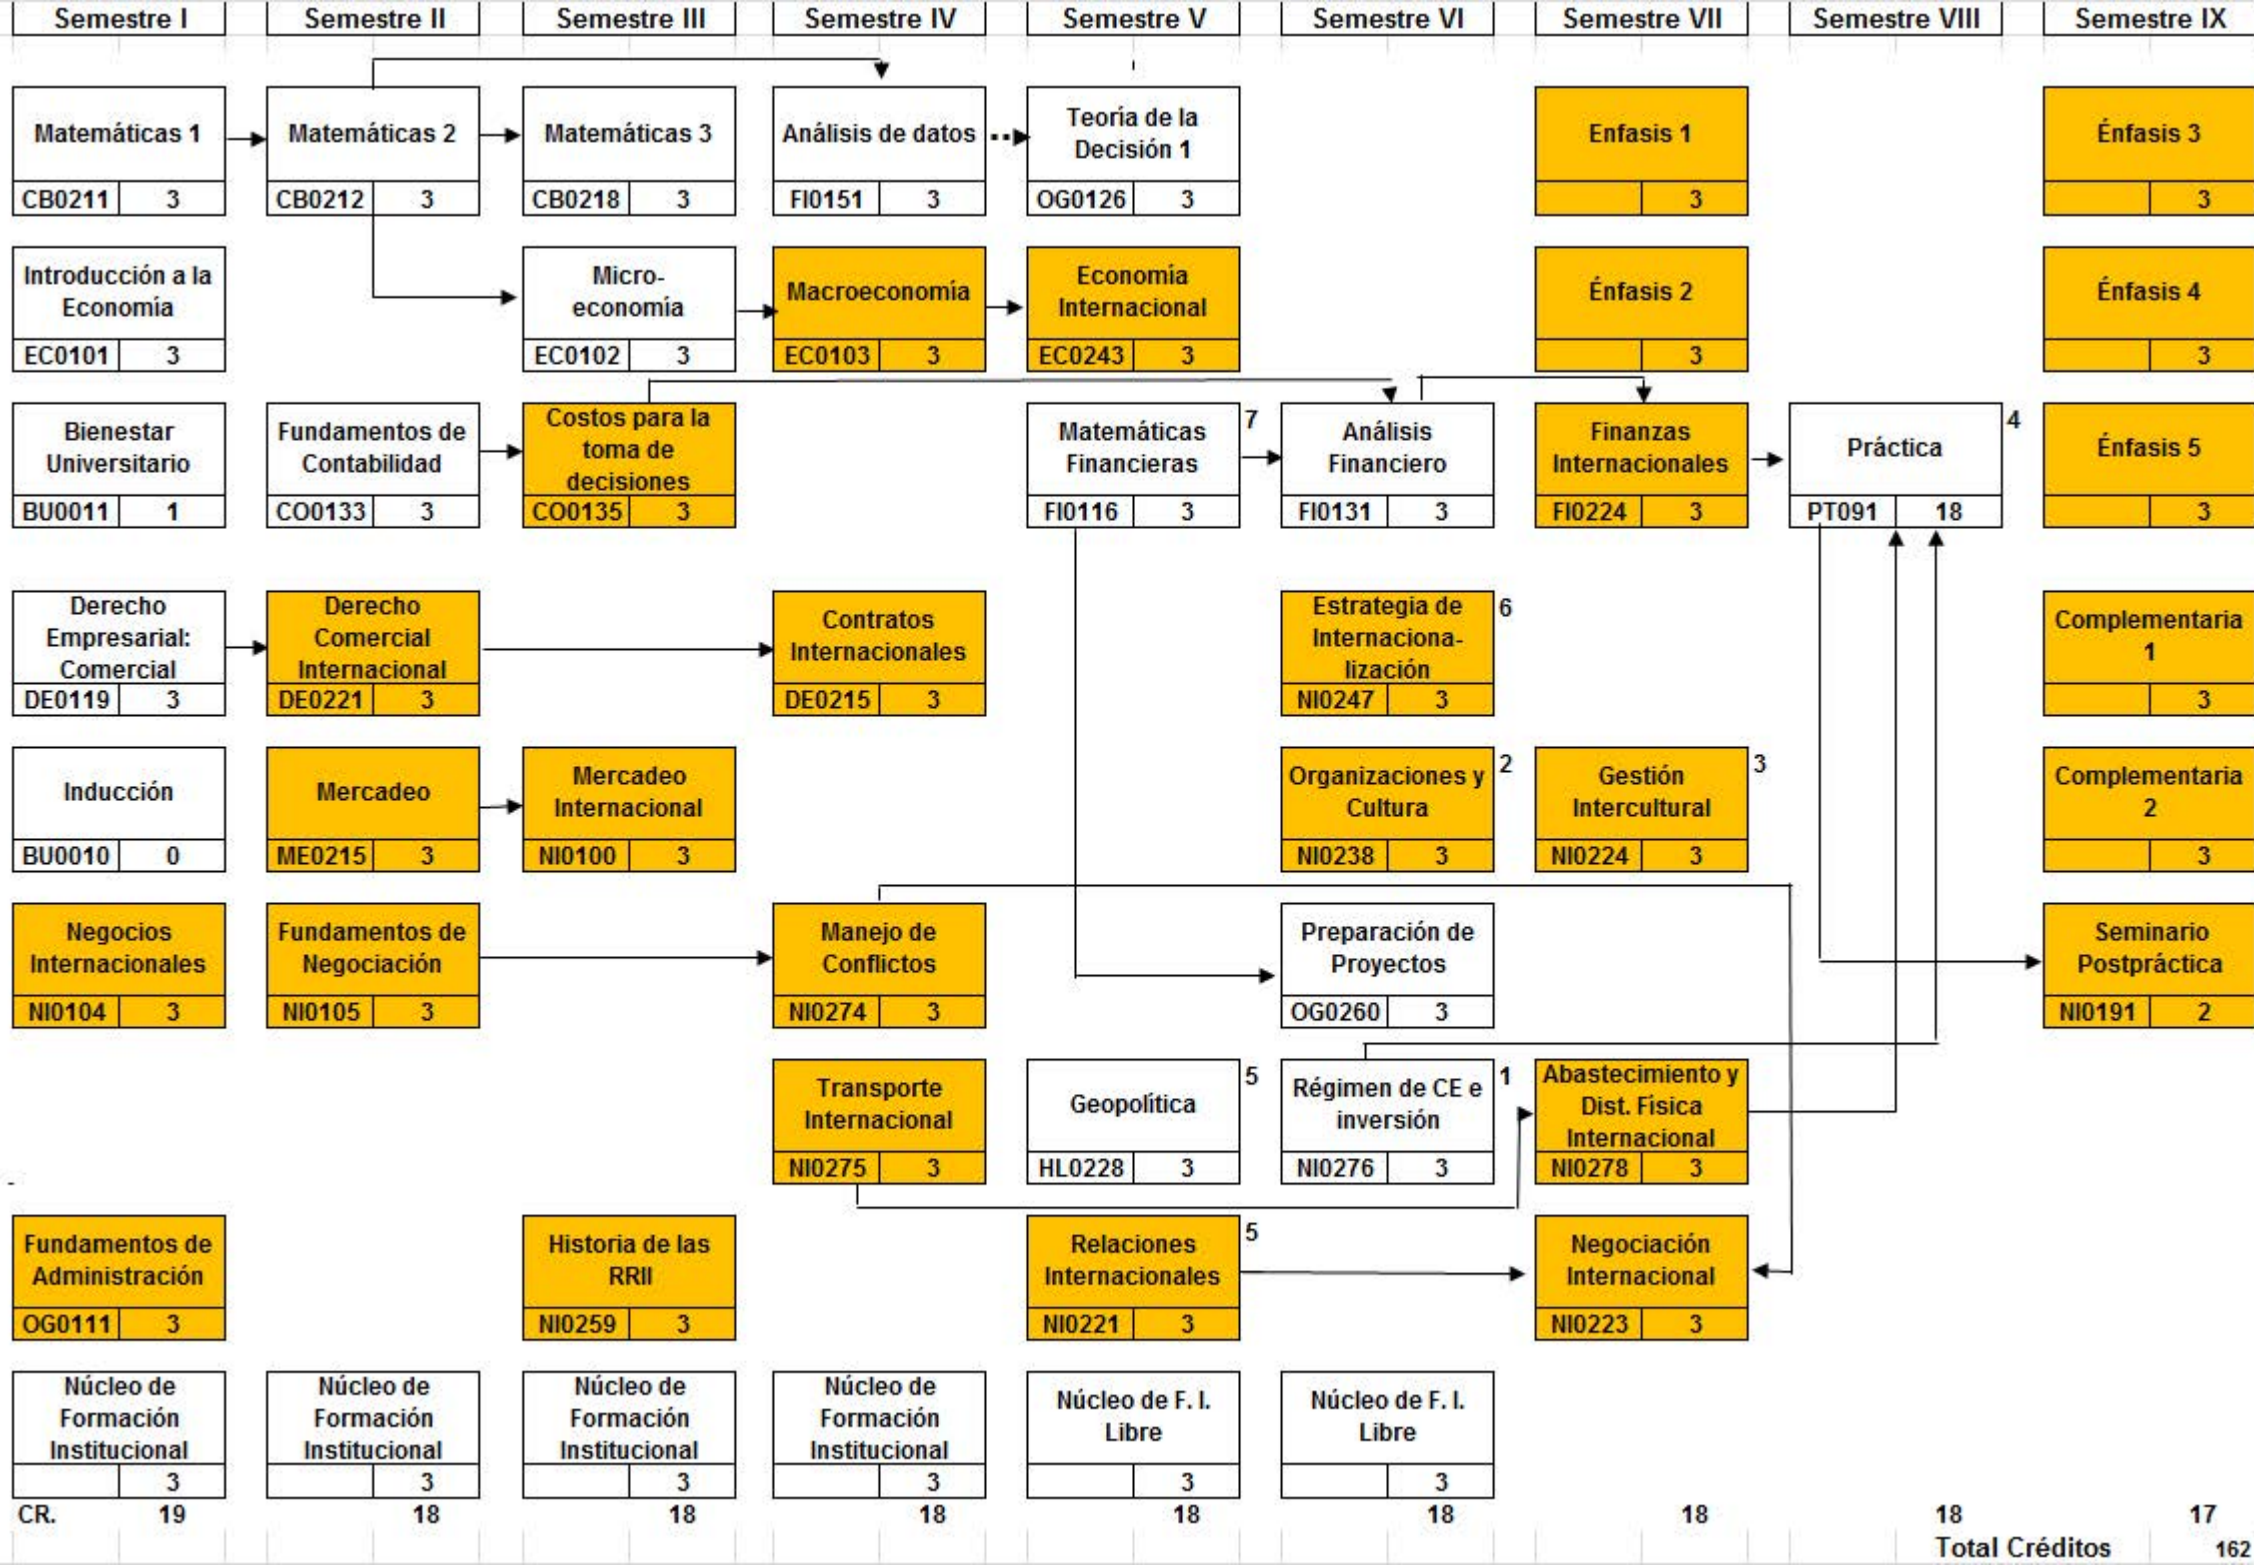 Semestre I
Semestre II
Semestre III
Semestre IV
Semestre V
Semestre VI
Semestre VII
Semestre VIII
Semestre IX
Matemáticas 1
CB0211 3
Matemáticas 2
CB0212 3
Matemáticas 3
CB0218 3
Análisis de datos
FI0151 3
Teoría de la
Decisión 1
OG0126 3
Enfasis 1
3
Énfasis 3
3
Introducción a la
Economía
EC0101 3
Micro-
economía
EC0102 3
Macroeconomía
EC0103 3
Economía
Internacional
EC0243 3
Énfasis 2
3
Énfasis 4
3
Bienestar
Universitario
BU0011 1
Fundamentos de
Contabilidad
CO0133 3
Costos para la
toma de
decisiones
CO0135 3
Matemáticas
Financieras
FI0116 3
7
Análisis
Financiero
FI0131 3
Finanzas
Internacionales
FI0224 3
Práctica
PT091 18
4
Énfasis 5
3
Derecho
Empresarial:
Comercial
DE0119 3
Derecho
Comercial
Internacional
DE0221 3
Contratos
Internacionales
DE0215 3
Estrategia de
Internaciona-
lización
NI0247 3
6
Complementaria
1
3
Inducción
BU0010 0
Mercadeo
ME0215 3
Mercadeo
Internacional
NI0100 3
Organizaciones y
Cultura
NI0238 3
2
Gestión
Intercultural
NI0224 3
3
Complementaria
2
3
Negocios
Internacionales
NI0104 3
Fundamentos de
Negociación
NI0105 3
Manejo de
Conflictos
NI0274 3
Preparación de
Proyectos
OG0260 3
Seminario
Postpráctica
NI0191 2
Transporte
Internacional
NI0275 3
Geopolítica
HL0228 3
5
Régimen de CE e
inversión
NI0276 3
1
Abastecimiento y
Dist. Física
Internacional
NI0278 3
Fundamentos de
Administración
OG0111 3
Historia de las
RRII
NI0259 3
Relaciones
Internacionales
NI0221 3
5
Negociación
Internacional
NI0223 3
Núcleo de
Formación
Institucional
3
Núcleo de
Formación
Institucional
3
Núcleo de
Formación
Institucional
3
Núcleo de
Formación
Institucional
3
Núcleo de F. I.
Libre
3
Núcleo de F. I.
Libre
3
CR. 19 18 18 18 18 18 18 18 17
Total Créditos 162